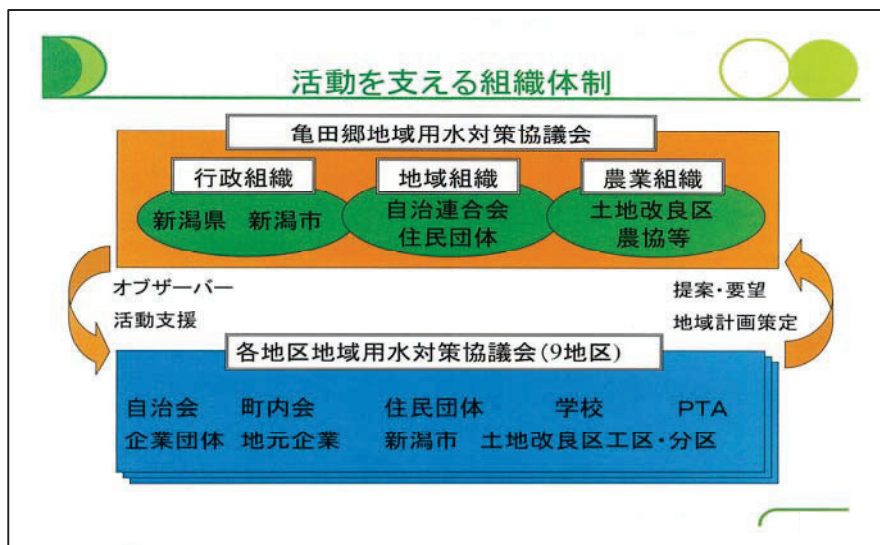 活動を支える組織体制
亀田郷地域用水対策協議会
行政組織
地域組織
農業組織
新潟県 新潟市
自治連合会
住民団体
土地改良区
農協等
オブザーバー
活動支援
提案・要望
地域計画策定
各地区地域用水対策協議会(9地区)
自治会 町内会 住民団体 学校 PTA
企業団体 地元企業 新潟市 土地改良区工区・分区